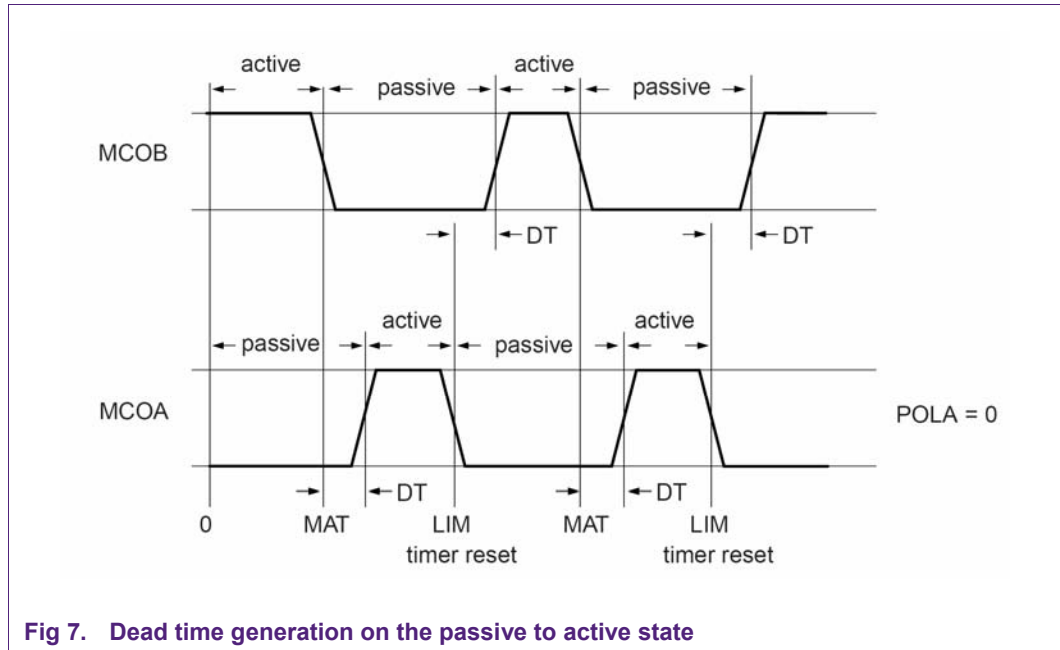 active
active
passive
passive
MCOB
DT
DT
active
active
passive
passive
MCOA
POLA = 0
DT
DT
0
MAT
LIM
MAT
LIM
timer reset
timer reset
Fig 7. Dead time generation on the passive to active state